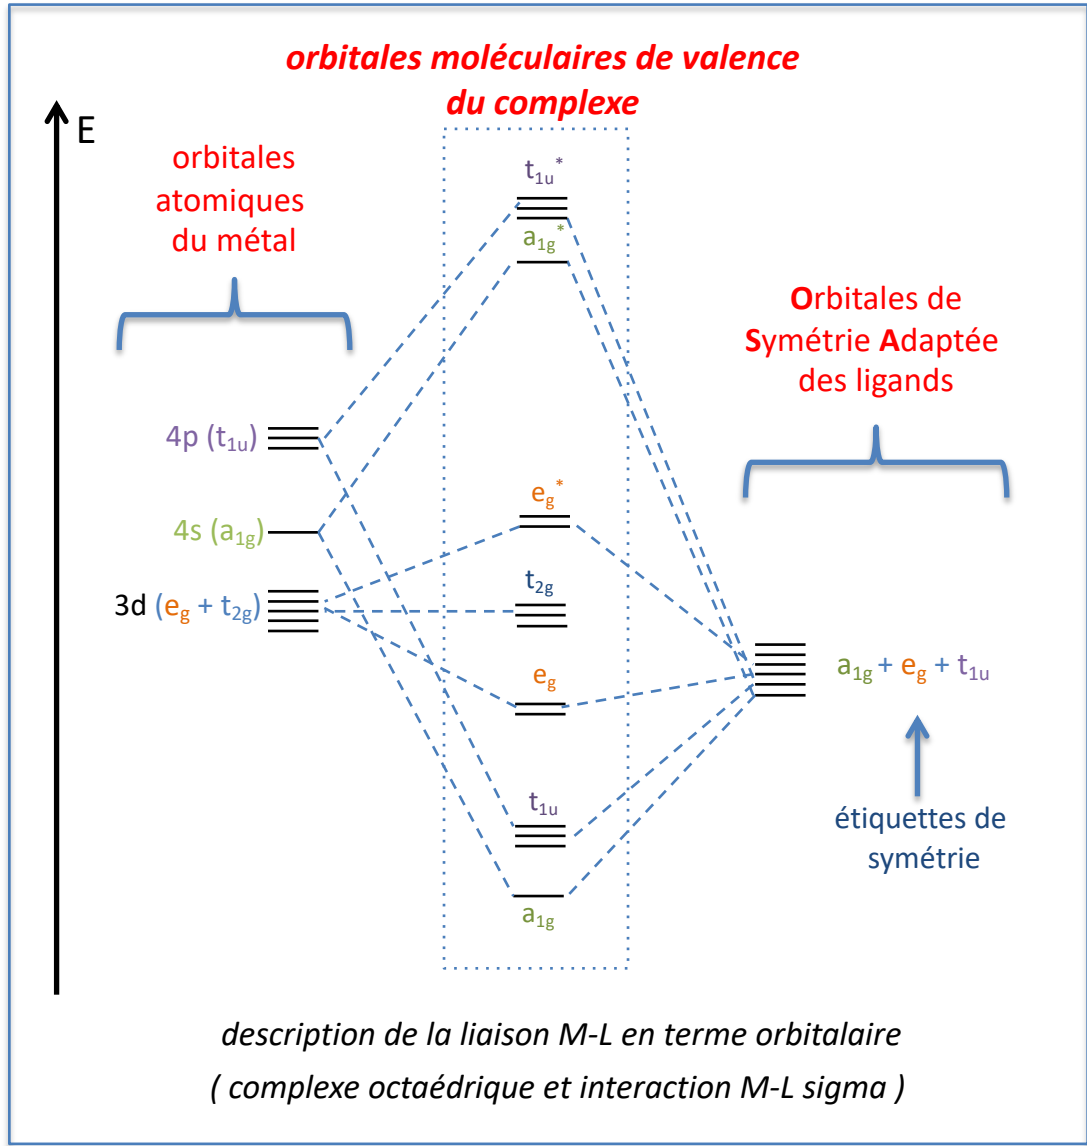 orbitales moléculaires de valence
du complexe
E
orbitales
atomiques
du métal
t1u*
a1g*
Orbitales de
Symétrie Adaptée
des ligands
4p (t1u)
4s (a1g)
3d (eg + t2g)
eg*
t2g
eg
a1g + eg + t1u
t1u
a1g
étiquettes de
symétrie
description de la liaison M-L en terme orbitalaire
( complexe octaédrique et interaction M-L sigma )